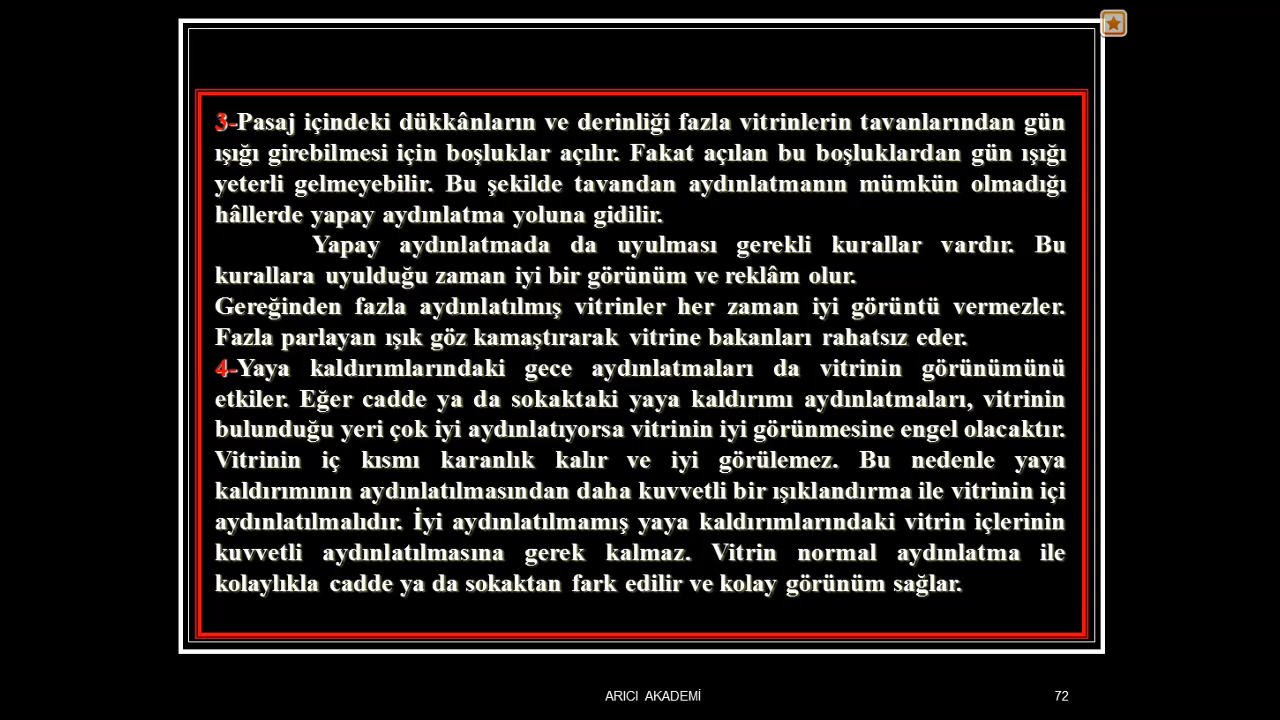 3-Pasaj içindeki dükkânların ve derinliği fazla vitrinlerin tavanlarından gün
ışığı girebilmesi için boşluklar açılır. Fakat açılan bu boşluklardan gün ışığı
yeterli gelmeyebilir. Bu şekilde tavandan aydınlatmanın mümkün olmadığı
hâllerde yapay aydınlatma yoluna gidilir.
Yapay aydınlatmada da uyulması gerekli kurallar vardır. Bu
kurallara uyulduğu zaman iyi bir görünüm ve reklâm olur.
Gereğinden fazla aydınlatılmış vitrinler her zaman iyi görüntü vermezler.
Fazla parlayan ışık göz kamaştırarak vitrine bakanları rahatsız eder.
4-Yaya kaldırımlarındaki gece aydınlatmaları da vitrinin görünümünü
etkiler. Eğer cadde ya da sokaktaki yaya kaldırımı aydınlatmaları, vitrinin
bulunduğu yeri çok iyi aydınlatıyorsa vitrinin iyi görünmesine engel olacaktır.
Vitrinin iç kısmı karanlık kalır ve iyi görülemez. Bu nedenle yaya
kaldırımının aydınlatılmasından daha kuvvetli bir ışıklandırma ile vitrinin içi
aydınlatılmalıdır. İyi aydınlatılmamış yaya kaldırımlarındaki vitrin içlerinin
kuvvetli aydınlatılmasına gerek kalmaz. Vitrin normal aydınlatma ile
kolaylıkla cadde ya da sokaktan fark edilir ve kolay görünüm sağlar.
ARICI AKADEMİ
72